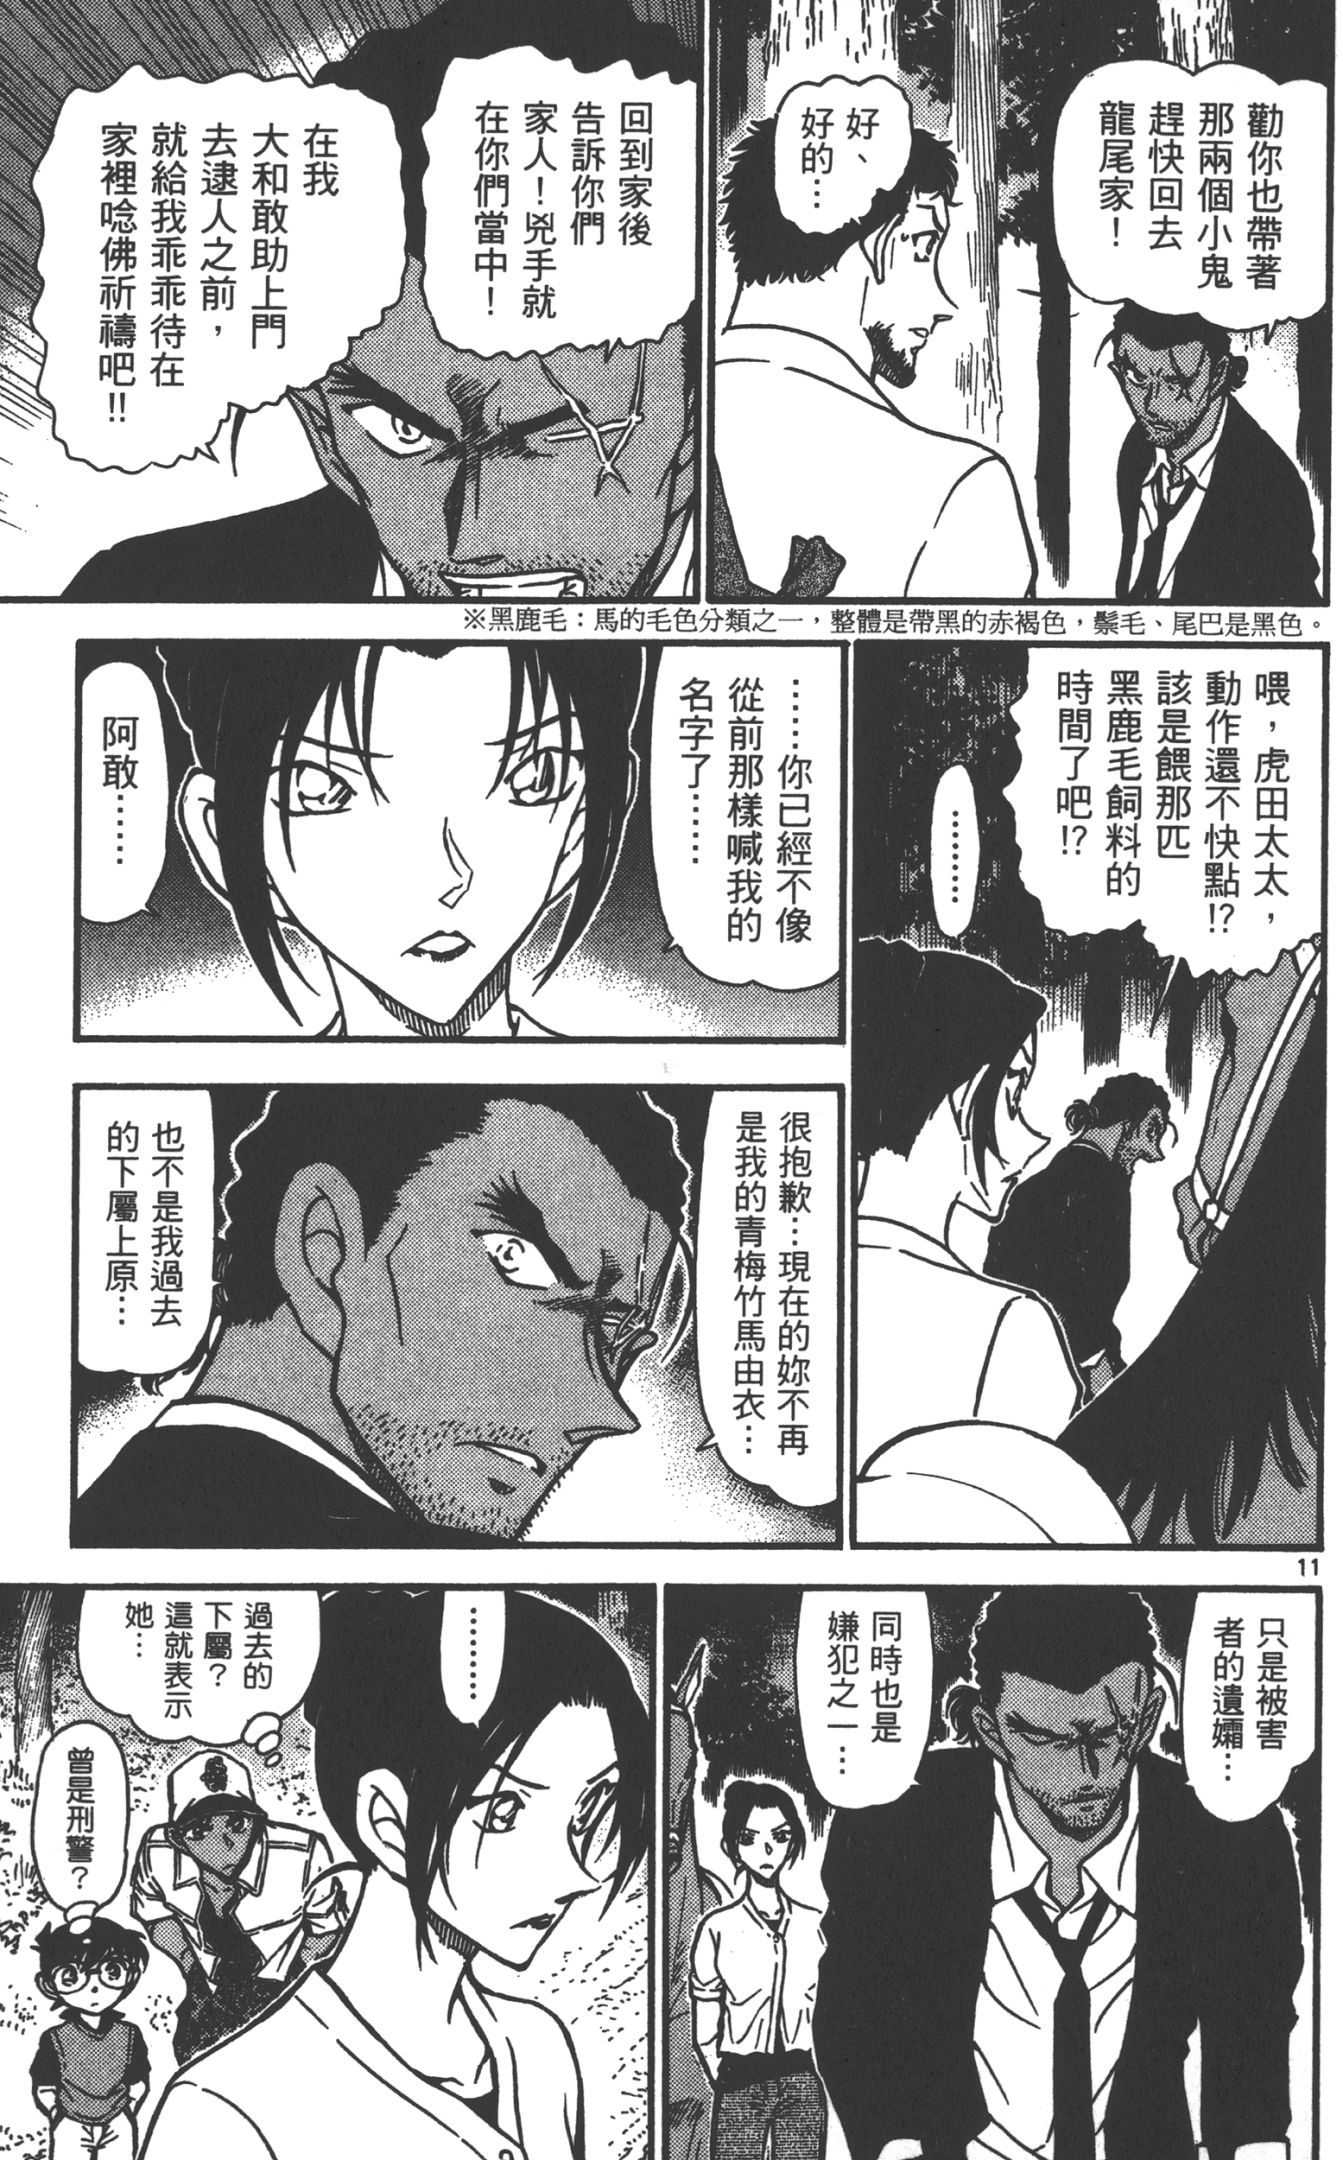 勸你也帶著
那兩個小鬼
趕快回去
龍尾家！
好、
好的…
回到家後
告訴你們
家人！兇手就
在你們當中！
在我
大和敢助上門
去逮人之前，
就給我乖乖待在
家裡唸佛祈禱吧!!
※黑鹿毛：馬的毛色分類之一，整體是帶黑的赤褐色，鬃毛、尾巴是黑色。
喂，虎田太太，
動作還不快點!?
該是餵那匹
黑鹿毛飼料的
時間了吧!?
………
……你已經不像
從前那樣喊我的
名字了……
阿敢……
很抱歉…現在的妳不再
是我的青梅竹馬由衣…
也不是我過去
的下屬上原…
11
只是被害
者的遺孀…
同時也是
嫌犯之一…
………
過去的
下屬？
這就表示
她…
曾是刑警？